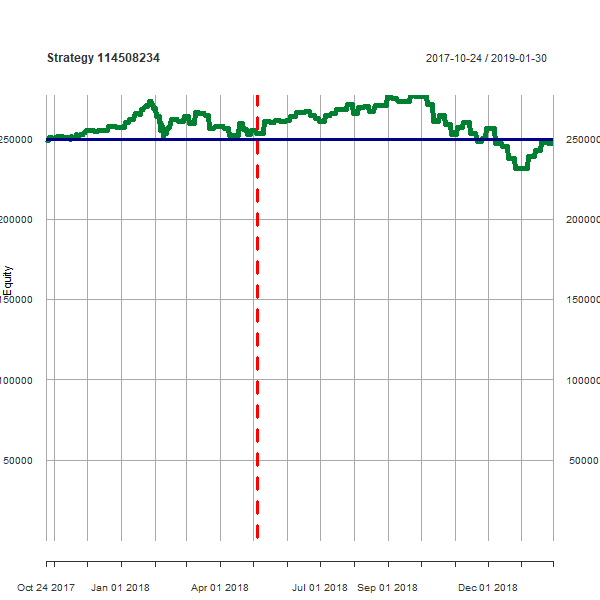 Strategy 114508234
2017-10-24 / 2019-01-30
250000
250000
200000
200000
Equity
150000
150000
100000
100000
50000
50000
Oct 24 2017
Jan 01 2018
Apr 01 2018
Jul 01 2018
Sep 01 2018
Dec 01 2018